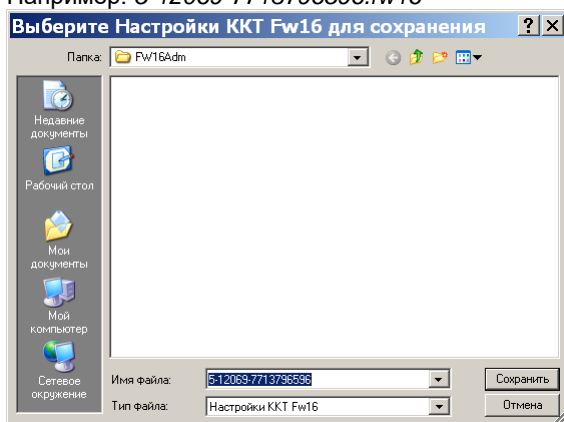 Например: 5-12069-7713796596.fw16
Выберите Настройки ККТ Fw16 для сохранения
Папка:
FW16Adm
Недавние
документы
Рабочий стол
Мои
документы
Мой
компьютер
Сетевое
окружение
Имя файла:
5-12069-7713796596
Сохранить
Тип файла:
Настройки ККТ Fw16
Отмена